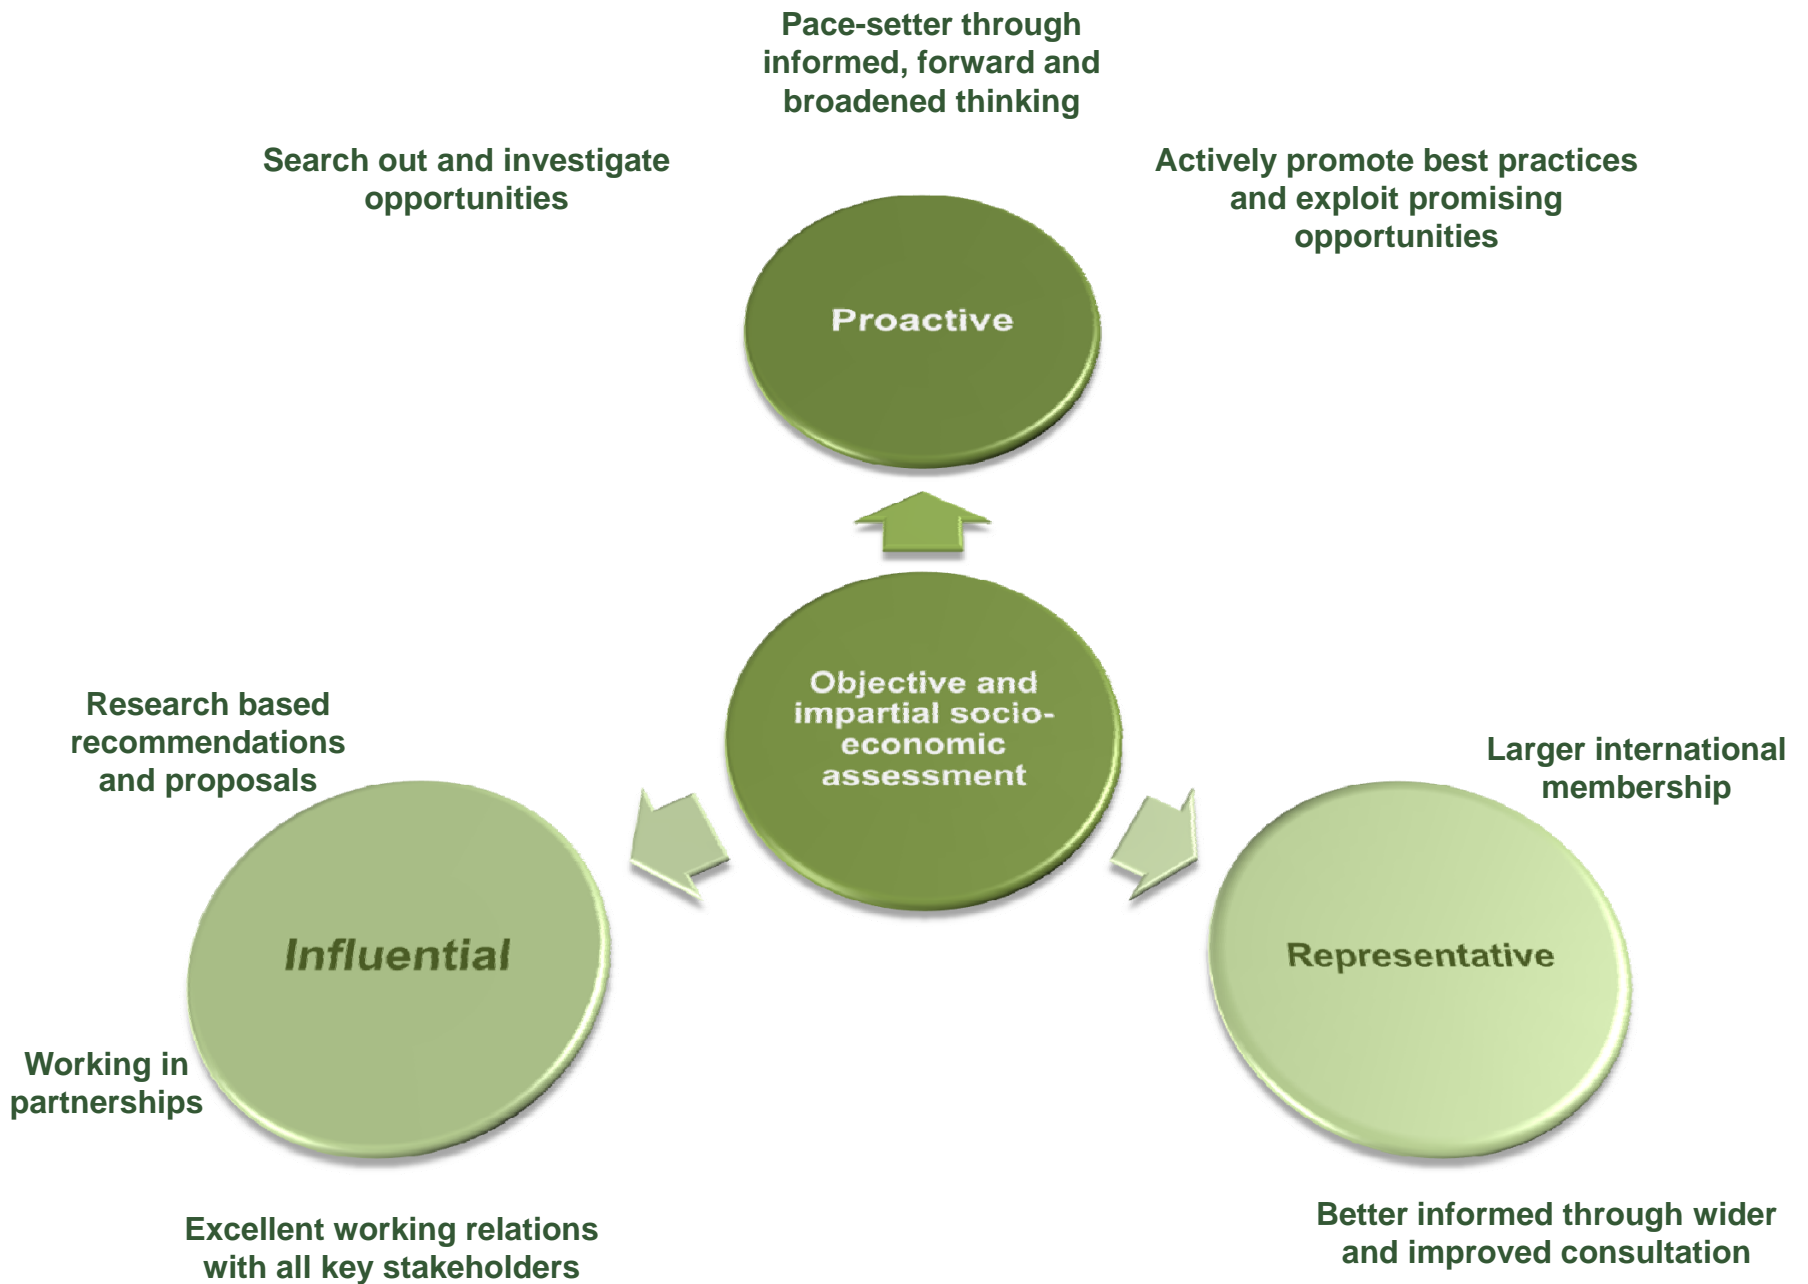 Pace-setter through
informed, forward and
broadened thinking
Search out and investigate
opportunities
Actively promote best practices
and exploit promising
opportunities
Proactive
Objective and
impartial socio-
economic
assessment
Research based
recommendations
and proposals
Influential
Working in
partnerships
Excellent working relations
with all key stakeholders
Larger international
membership
Representative
Better informed through wider
and improved consultation